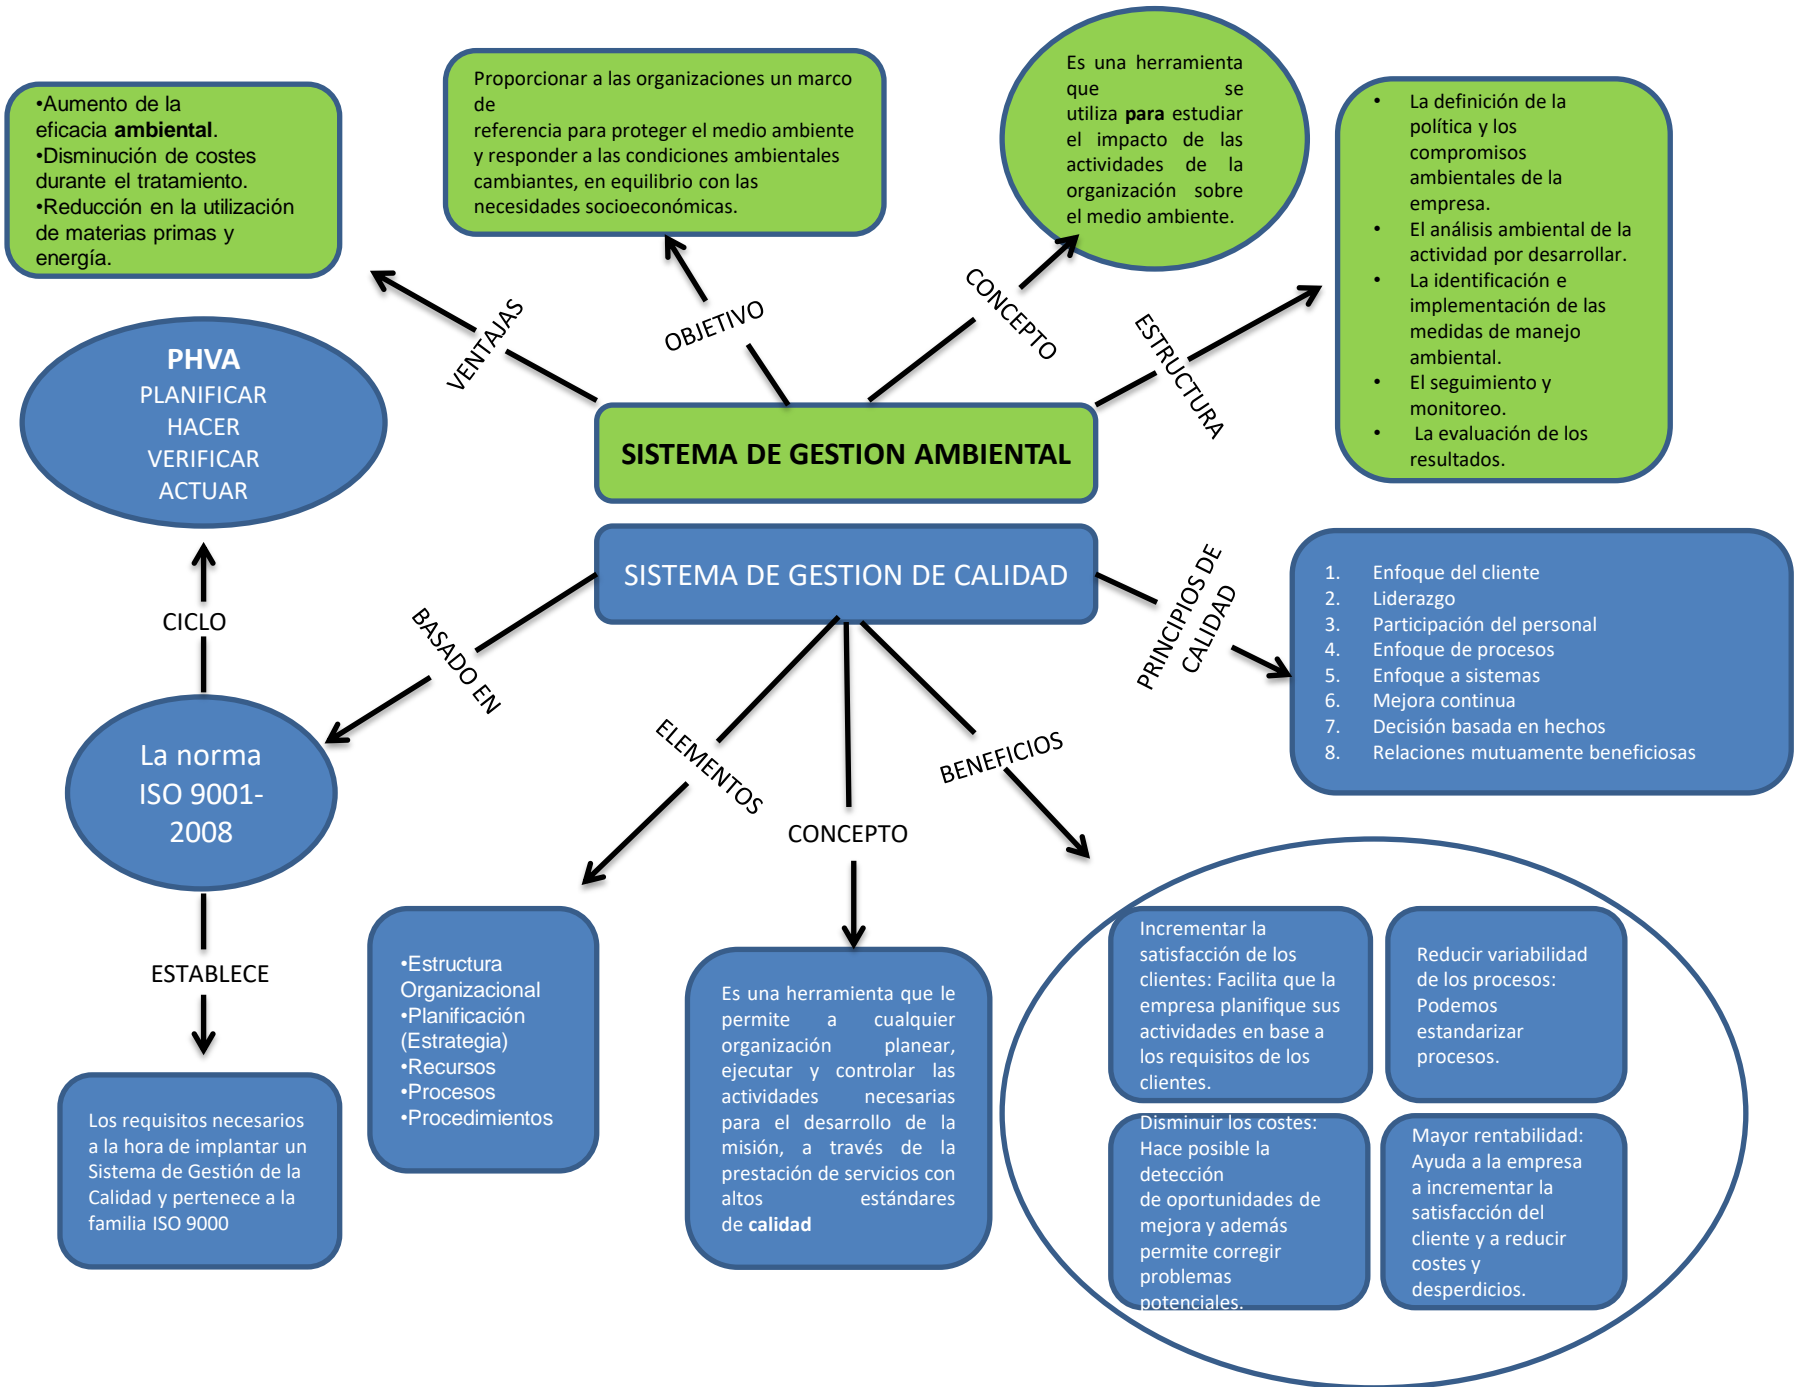 •Aumento de la
eficacia ambiental.
•Disminución de costes
durante el tratamiento.
•Reducción en la utilización
de materias primas y
energía.
Proporcionar a las organizaciones un marco
de
referencia para proteger el medio ambiente
y responder a las condiciones ambientales
cambiantes, en equilibrio con las
necesidades socioeconómicas.
Es una herramienta
que se
utiliza para estudiar
el impacto de las
actividades de la
organización sobre
el medio ambiente.
• La definición de la
política y los
compromisos
ambientales de la
empresa.
• El análisis ambiental de la
actividad por desarrollar.
• La identificación e
implementación de las
medidas de manejo
ambiental.
• El seguimiento y
monitoreo.
• La evaluación de los
resultados.
VENTAJAS
OBJETIVO
CONCEPTO
ESTRUCTURA
SISTEMA DE GESTION AMBIENTAL
SISTEMA DE GESTION DE CALIDAD
PHVA
PLANIFICAR
HACER
VERIFICAR
ACTUAR
CICLO
BASADO EN
La norma
ISO 9001-
2008
ESTABLECE
Los requisitos necesarios
a la hora de implantar un
Sistema de Gestión de la
Calidad y pertenece a la
familia ISO 9000
ELEMENTOS
•Estructura
Organizacional
•Planificación
(Estrategia)
•Recursos
•Procesos
•Procedimientos
CONCEPTO
Es una herramienta que le
permite a cualquier
organización planear,
ejecutar y controlar las
actividades necesarias
para el desarrollo de la
misión, a través de la
prestación de servicios con
altos estándares
de calidad
BENEFICIOS
PRINCIPIOS DE
CALIDAD
1. Enfoque del cliente
2. Liderazgo
3. Participación del personal
4. Enfoque de procesos
5. Enfoque a sistemas
6. Mejora continua
7. Decisión basada en hechos
8. Relaciones mutuamente beneficiosas
Incrementar la
satisfacción de los
clientes: Facilita que la
empresa planifique sus
actividades en base a
los requisitos de los
clientes.
Reducir variabilidad
de los procesos:
Podemos
estandarizar
procesos.
Disminuir los costes:
Hace posible la
detección
de oportunidades de
mejora y además
permite corregir
problemas
potenciales.
Mayor rentabilidad:
Ayuda a la empresa
a incrementar la
satisfacción del
cliente y a reducir
costes y
desperdicios.